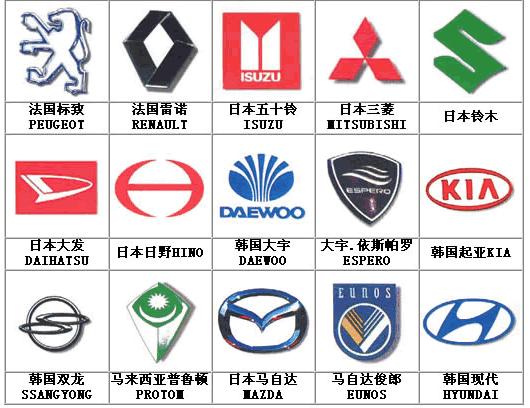 ISUZU
法国标致
PEUGEOT
法国雷诺
RENAULT
日本五十铃
ISUZU
日本三菱
MITSUBISHI
日本铃木
DAEWOO
ESPERO
KIA
日本大发
DAIHATSU
日本日野HINO
韩国大宇
DAEWOO
大宇.依斯帕罗
ESPERO
韩国起亚KIA
EUNOS
韩国双龙
SSANGYONG
马来西亚普鲁顿
PROTOM
日本马自达
MAZDA
马自达俊郎
EUNOS
韩国现代
HYUNDAI